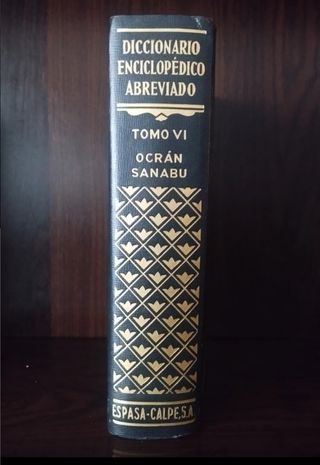 DICCIONARIO
ENCICLOPÉDICO
ABREVIADO
TOMO VI
OCRÁN
SANABU
ESPASA-CALPE, S.A.